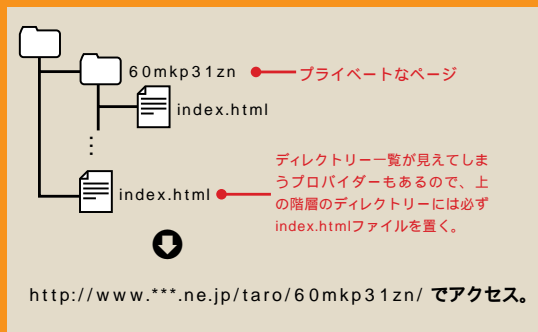 60mkp31zn
プライベートなページ
index.html
index.html
ディレクトリー一覧が見えてしま
うプロバイダーもあるので、上
の階層のディレクトリーには必ず
index.htmlファイルを置く。
http://www.***.ne.jp/taro/60mkp31zn/ でアクセス。